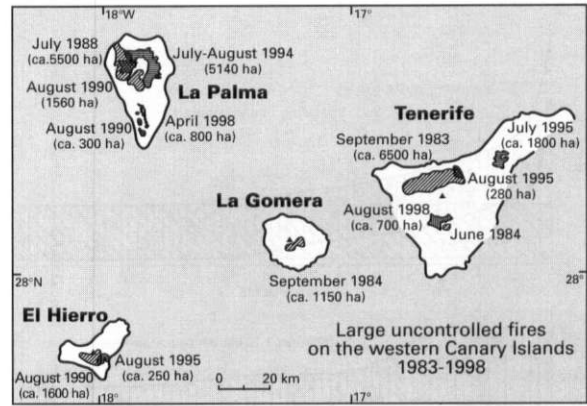 18°W
17°
July 1988
(ca.5500 ha)
July-August 1994
(5140 ha)
August 1990
(1560 ha)
La Palma
August 1990
(ca. 300 ha)
April 1998
(ca. 800 ha)
Tenerife
September 1983
(ca. 6500 ha)
July 1995
(ca. 1800 ha)
August 1995
(280 ha)
August 1998
(ca. 700 ha)
June 1984
La Gomera
September 1984
(ca. 1150 ha)
28°N
28°
El Hierro
August 1995
(ca. 250 ha)
August 1990
(ca. 1600 ha)
0 20 km
Large uncontrolled fires
on the western Canary Islands
1983-1998
18°
17°